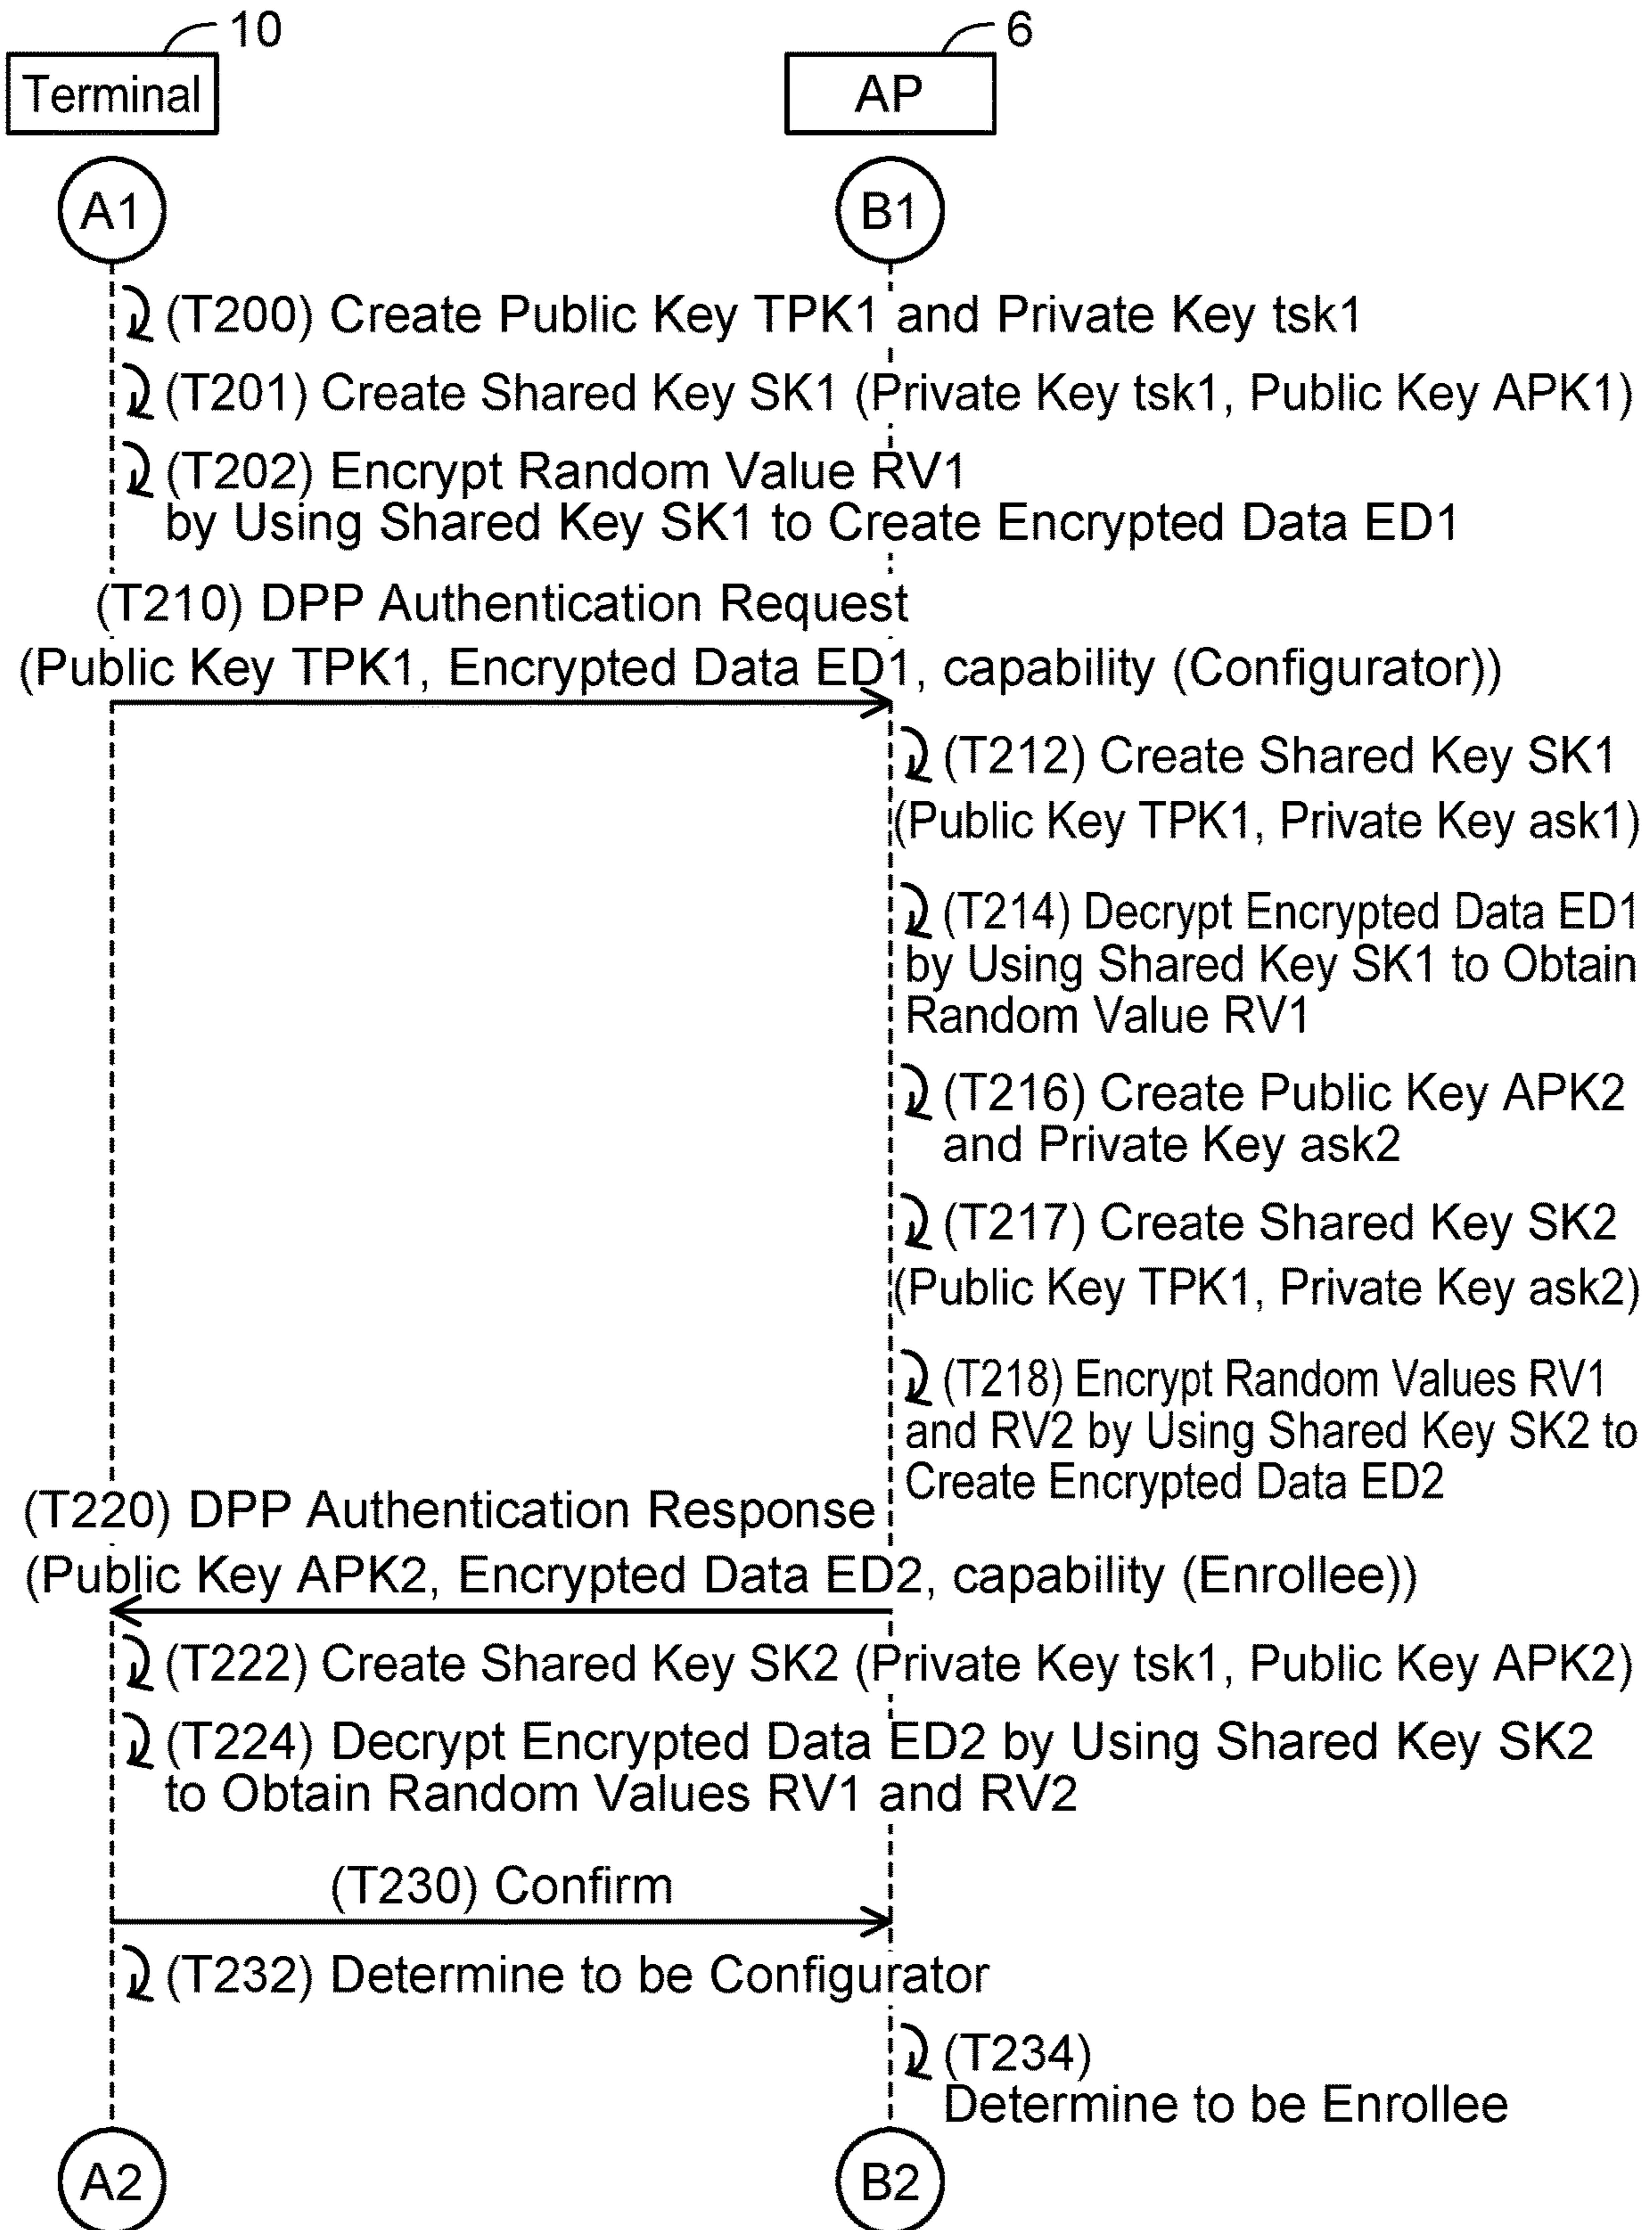 10
6
Terminal
AP
A1
B1
(T200) Create Public Key TPK1 and Private Key tsk1
(T201) Create Shared Key SK1 (Private Key tsk1, Public Key APK1)
(T202) Encrypt Random Value RV1
by Using Shared Key SK1 to Create Encrypted Data ED1
(T210) DPP Authentication Request
(Public Key TPK1, Encrypted Data ED1, capability (Configurator))
(T212) Create Shared Key SK1
(Public Key TPK1, Private Key ask1)
(T214) Decrypt Encrypted Data ED1
by Using Shared Key SK1 to Obtain
Random Value RV1
(T216) Create Public Key APK2
and Private Key ask2
(T217) Create Shared Key SK2
(Public Key TPK1, Private Key ask2)
(T218) Encrypt Random Values RV1
and RV2 by Using Shared Key SK2 to
Create Encrypted Data ED2
(T220) DPP Authentication Response
(Public Key APK2, Encrypted Data ED2, capability (Enrollee))
(T222) Create Shared Key SK2 (Private Key tsk1, Public Key APK2)
(T224) Decrypt Encrypted Data ED2 by Using Shared Key SK2
to Obtain Random Values RV1 and RV2
(T230) Confirm
(T232) Determine to be Configurator
(T234)
Determine to be Enrollee
A2
B2